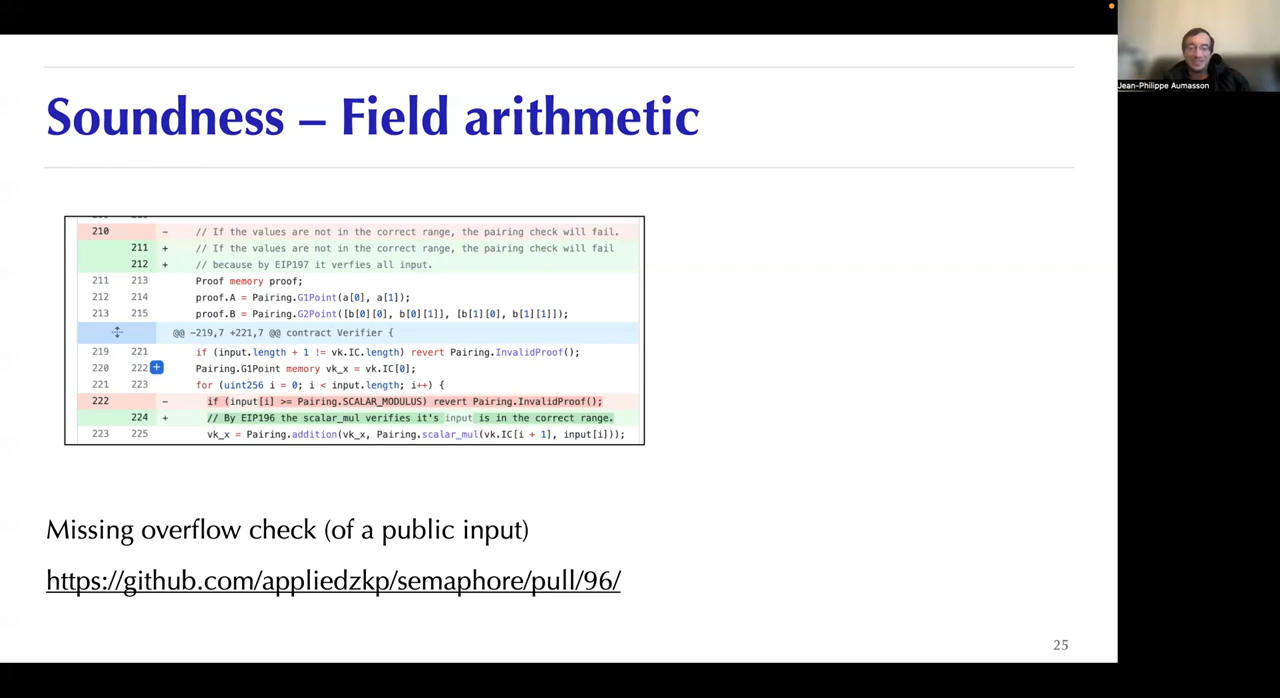 Jean-Philippe Aumasson
Soundness – Field arithmetic
210 - // If the values are not in the correct range, the pairing check will fail.
211 + // If the values are not in the correct range, the pairing check will fail
212 + // because by EIP197 it verfies all input.
211 213 Proof memory proof;
212 214 proof.A = Pairing.G1Point(a[0], a[1]);
213 215 proof.B = Pairing.G2Point([b[0][0], b[0][1]], [b[1][0], b[1][1]]);
@@ -219,7 +221,7 @@ contract Verifier {
219 221 if (input.length + 1 != vk.IC.length) revert Pairing.InvalidProof();
220 222 + Pairing.G1Point memory vk_x = vk.IC[0];
221 223 for (uint256 i = 0; i < input.length; i++) {
222 - if (input[i] >= Pairing.SCALAR_MODULUS) revert Pairing.InvalidProof();
224 + // By EIP196 the scalar_mul verifies it's input is in the correct range.
223 225 vk_x = Pairing.addition(vk_x, Pairing.scalar_mul(vk.IC[i + 1], input[i]));
Missing overflow check (of a public input)
https://github.com/appliedzkp/semaphore/pull/96/
25